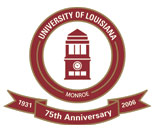 UNIVERSITY OF LOUISIANA
MONROE
1931 75th Anniversary 2006